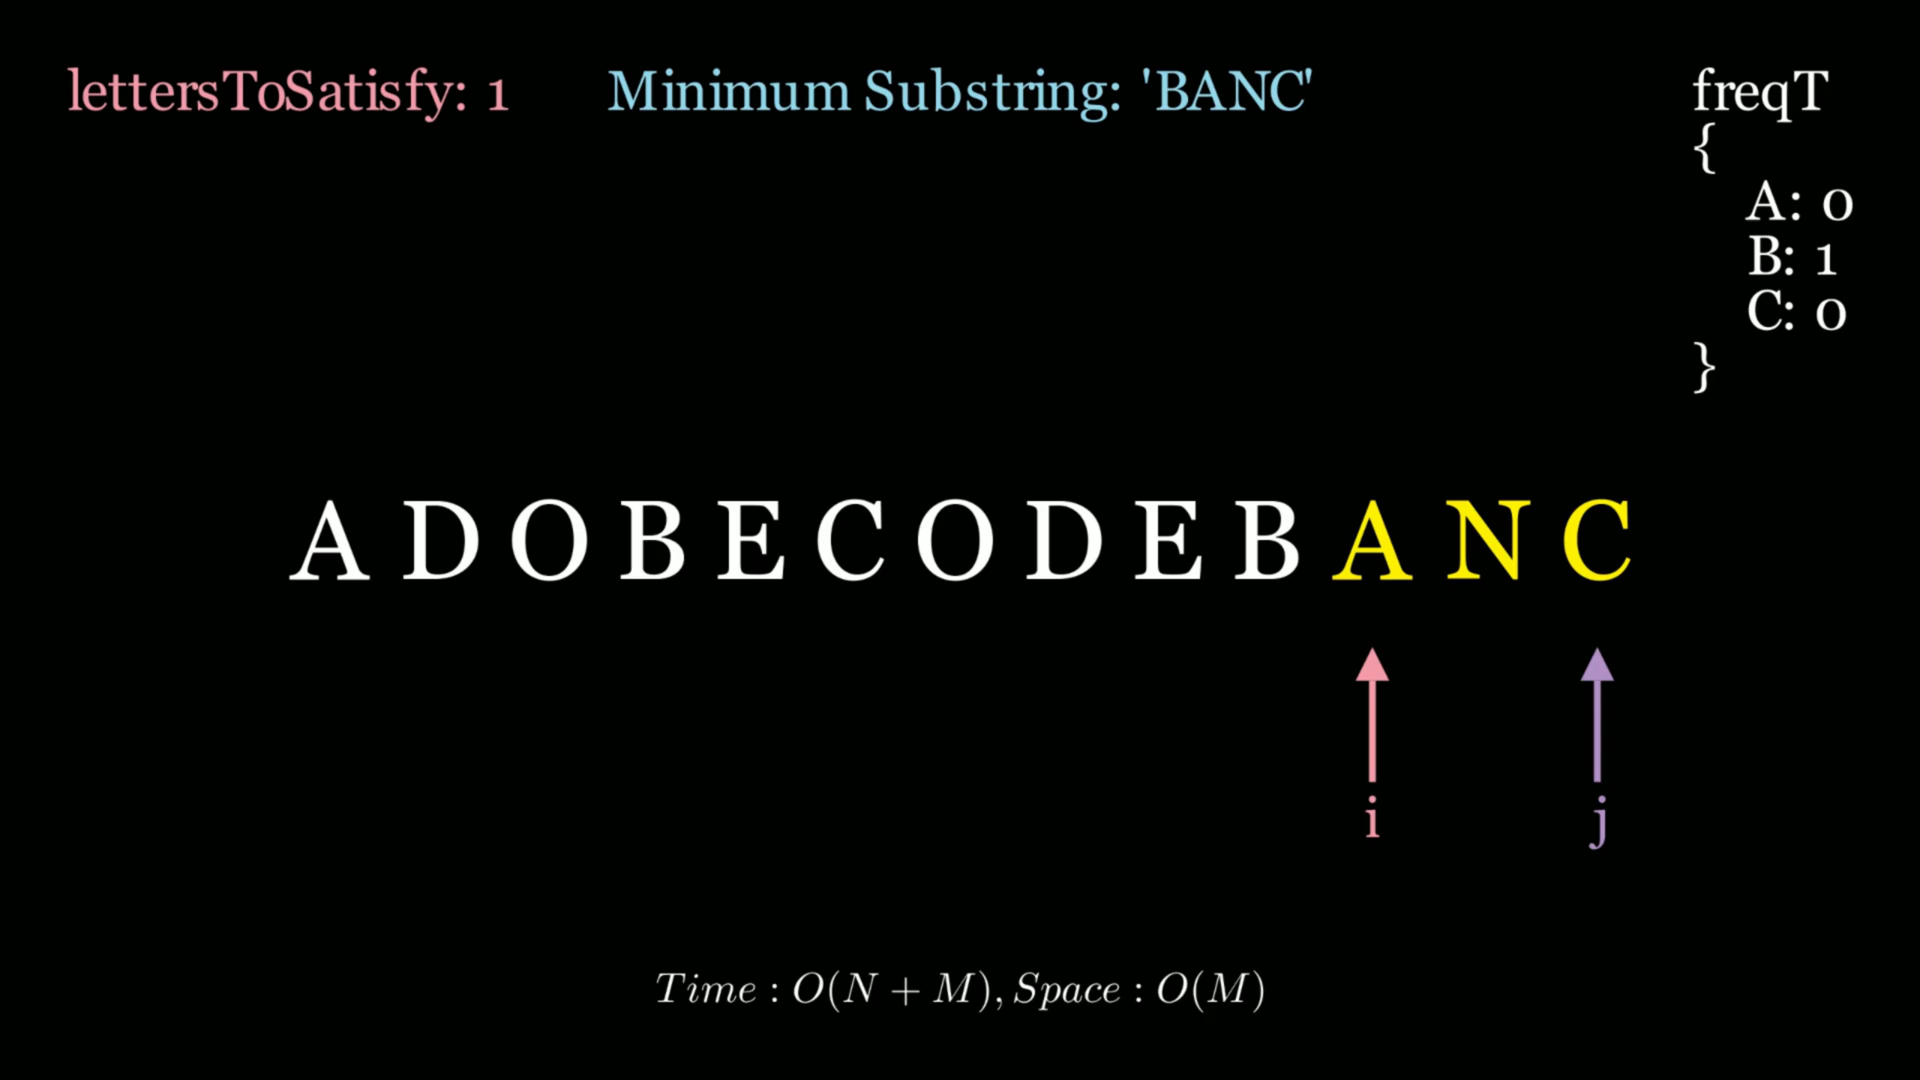 lettersToSatisfy: 1
Minimum Substring: 'BANC'
freqT
{
A: 0
B: 1
C: 0
}
A D O B E C O D E B A N C
i
j
Time : O(N + M), Space : O(M)